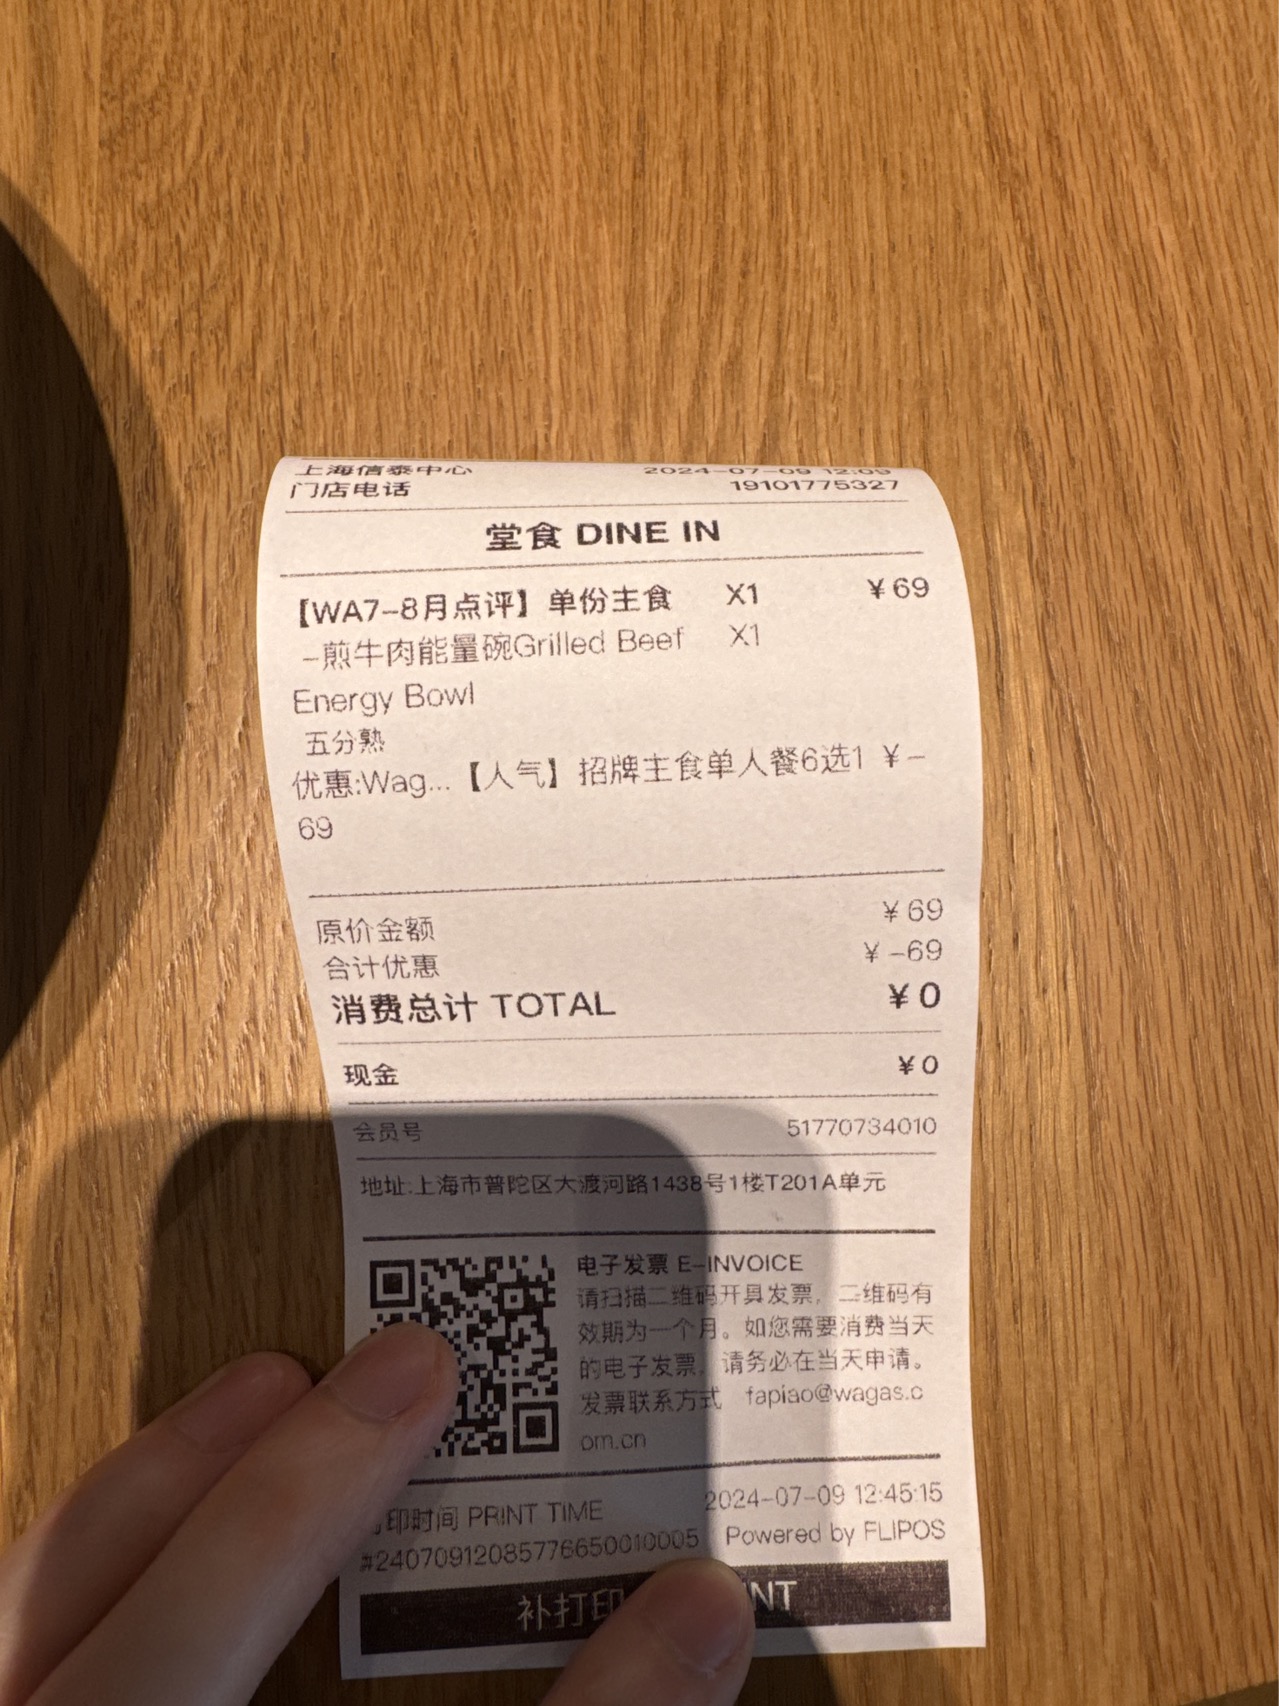 上海信泰中心 2024-07-09 12:09
门店电话 19101775327
堂食 DINE IN
【WA7-8月点评】单份主食 X1 ¥69
-煎牛肉能量碗Grilled Beef X1
Energy Bowl
五分熟
优惠:Wag...【人气】招牌主食单人餐6选1 ¥-
69
原价金额 ¥69
合计优惠 ¥-69
消费总计 TOTAL ¥0
现金 ¥0
会员号 51770734010
地址:上海市普陀区大渡河路1438号1楼T201A单元
电子发票 E-INVOICE
请扫描二维码开具发票，二维码有
效期为一个月。如您需要消费当天
的电子发票，请务必在当天申请。
发票联系方式 fapiao@wagas.c
om.cn
印时间 PRINT TIME 2024-07-09 12:45:15
#24070912085776650010005 Powered by FLIPOS
补打印